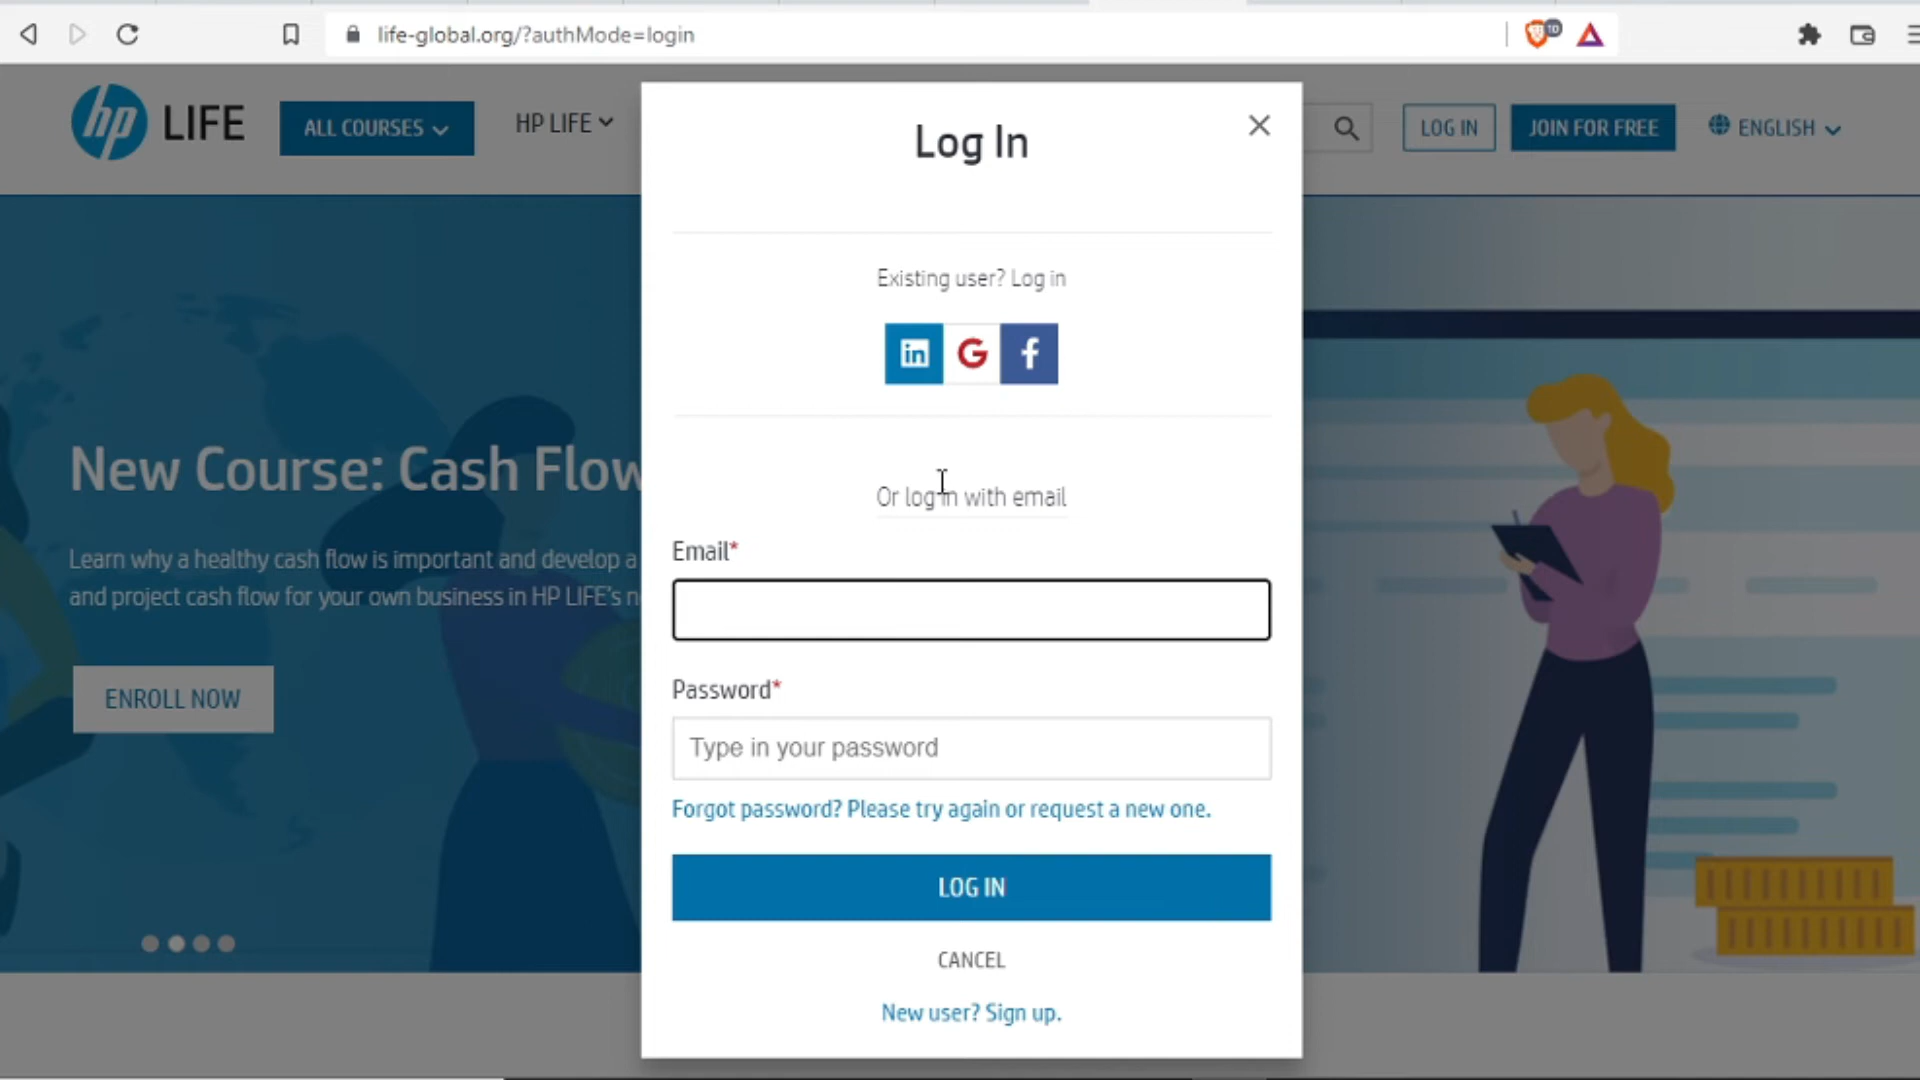 life-global.org/?authMode=login
10
hp LIFE
ALL COURSES
HP LIFE
LOG IN
JOIN FOR FREE
ENGLISH
Log In
Existing user? Log in
in G f
Or log in with email
Email*
Password*
Type in your password
Forgot password? Please try again or request a new one.
LOG IN
CANCEL
New user? Sign up.
New Course: Cash Flow
Learn why a healthy cash flow is important and develop a
and project cash flow for your own business in HP LIFE's n
ENROLL NOW